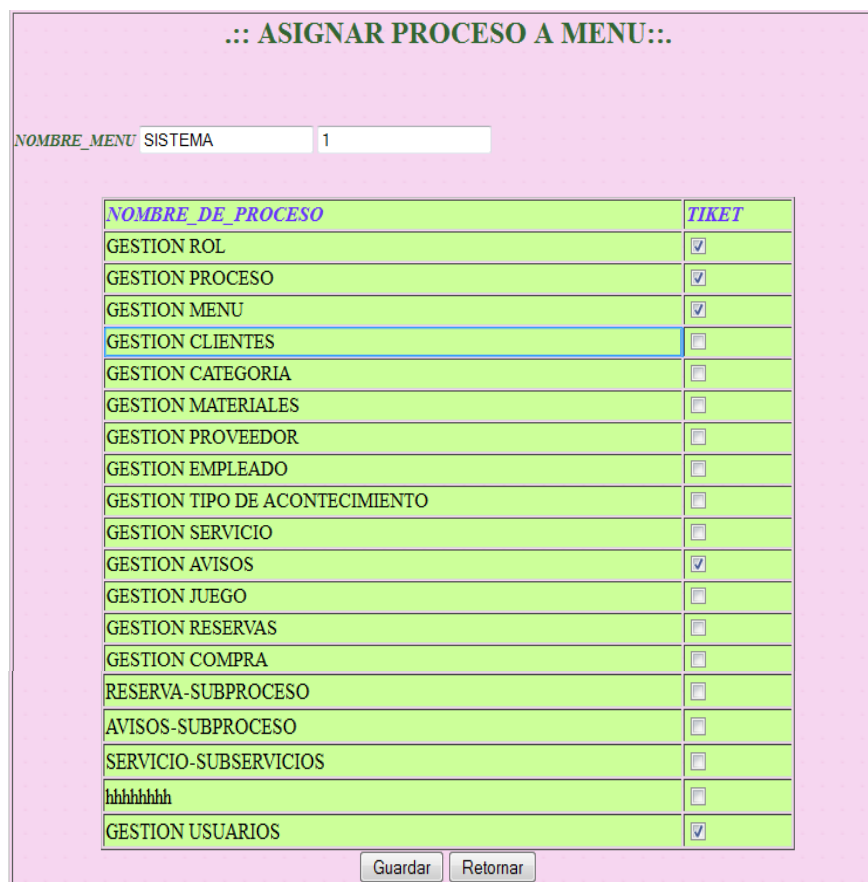 .:: ASIGNAR PROCESO A MENU::.
NOMBRE_MENU SISTEMA 1
NOMBRE_DE_PROCESO TIKET
GESTION ROL
GESTION PROCESO
GESTION MENU
GESTION CLIENTES
GESTION CATEGORIA
GESTION MATERIALES
GESTION PROVEEDOR
GESTION EMPLEADO
GESTION TIPO DE ACONTECIMIENTO
GESTION SERVICIO
GESTION AVISOS
GESTION JUEGO
GESTION RESERVAS
GESTION COMPRA
RESERVA-SUBPROCESO
AVISOS-SUBPROCESO
SERVICIO-SUBSERVICIOS
hhhhhhhh
GESTION USUARIOS
Guardar Retornar